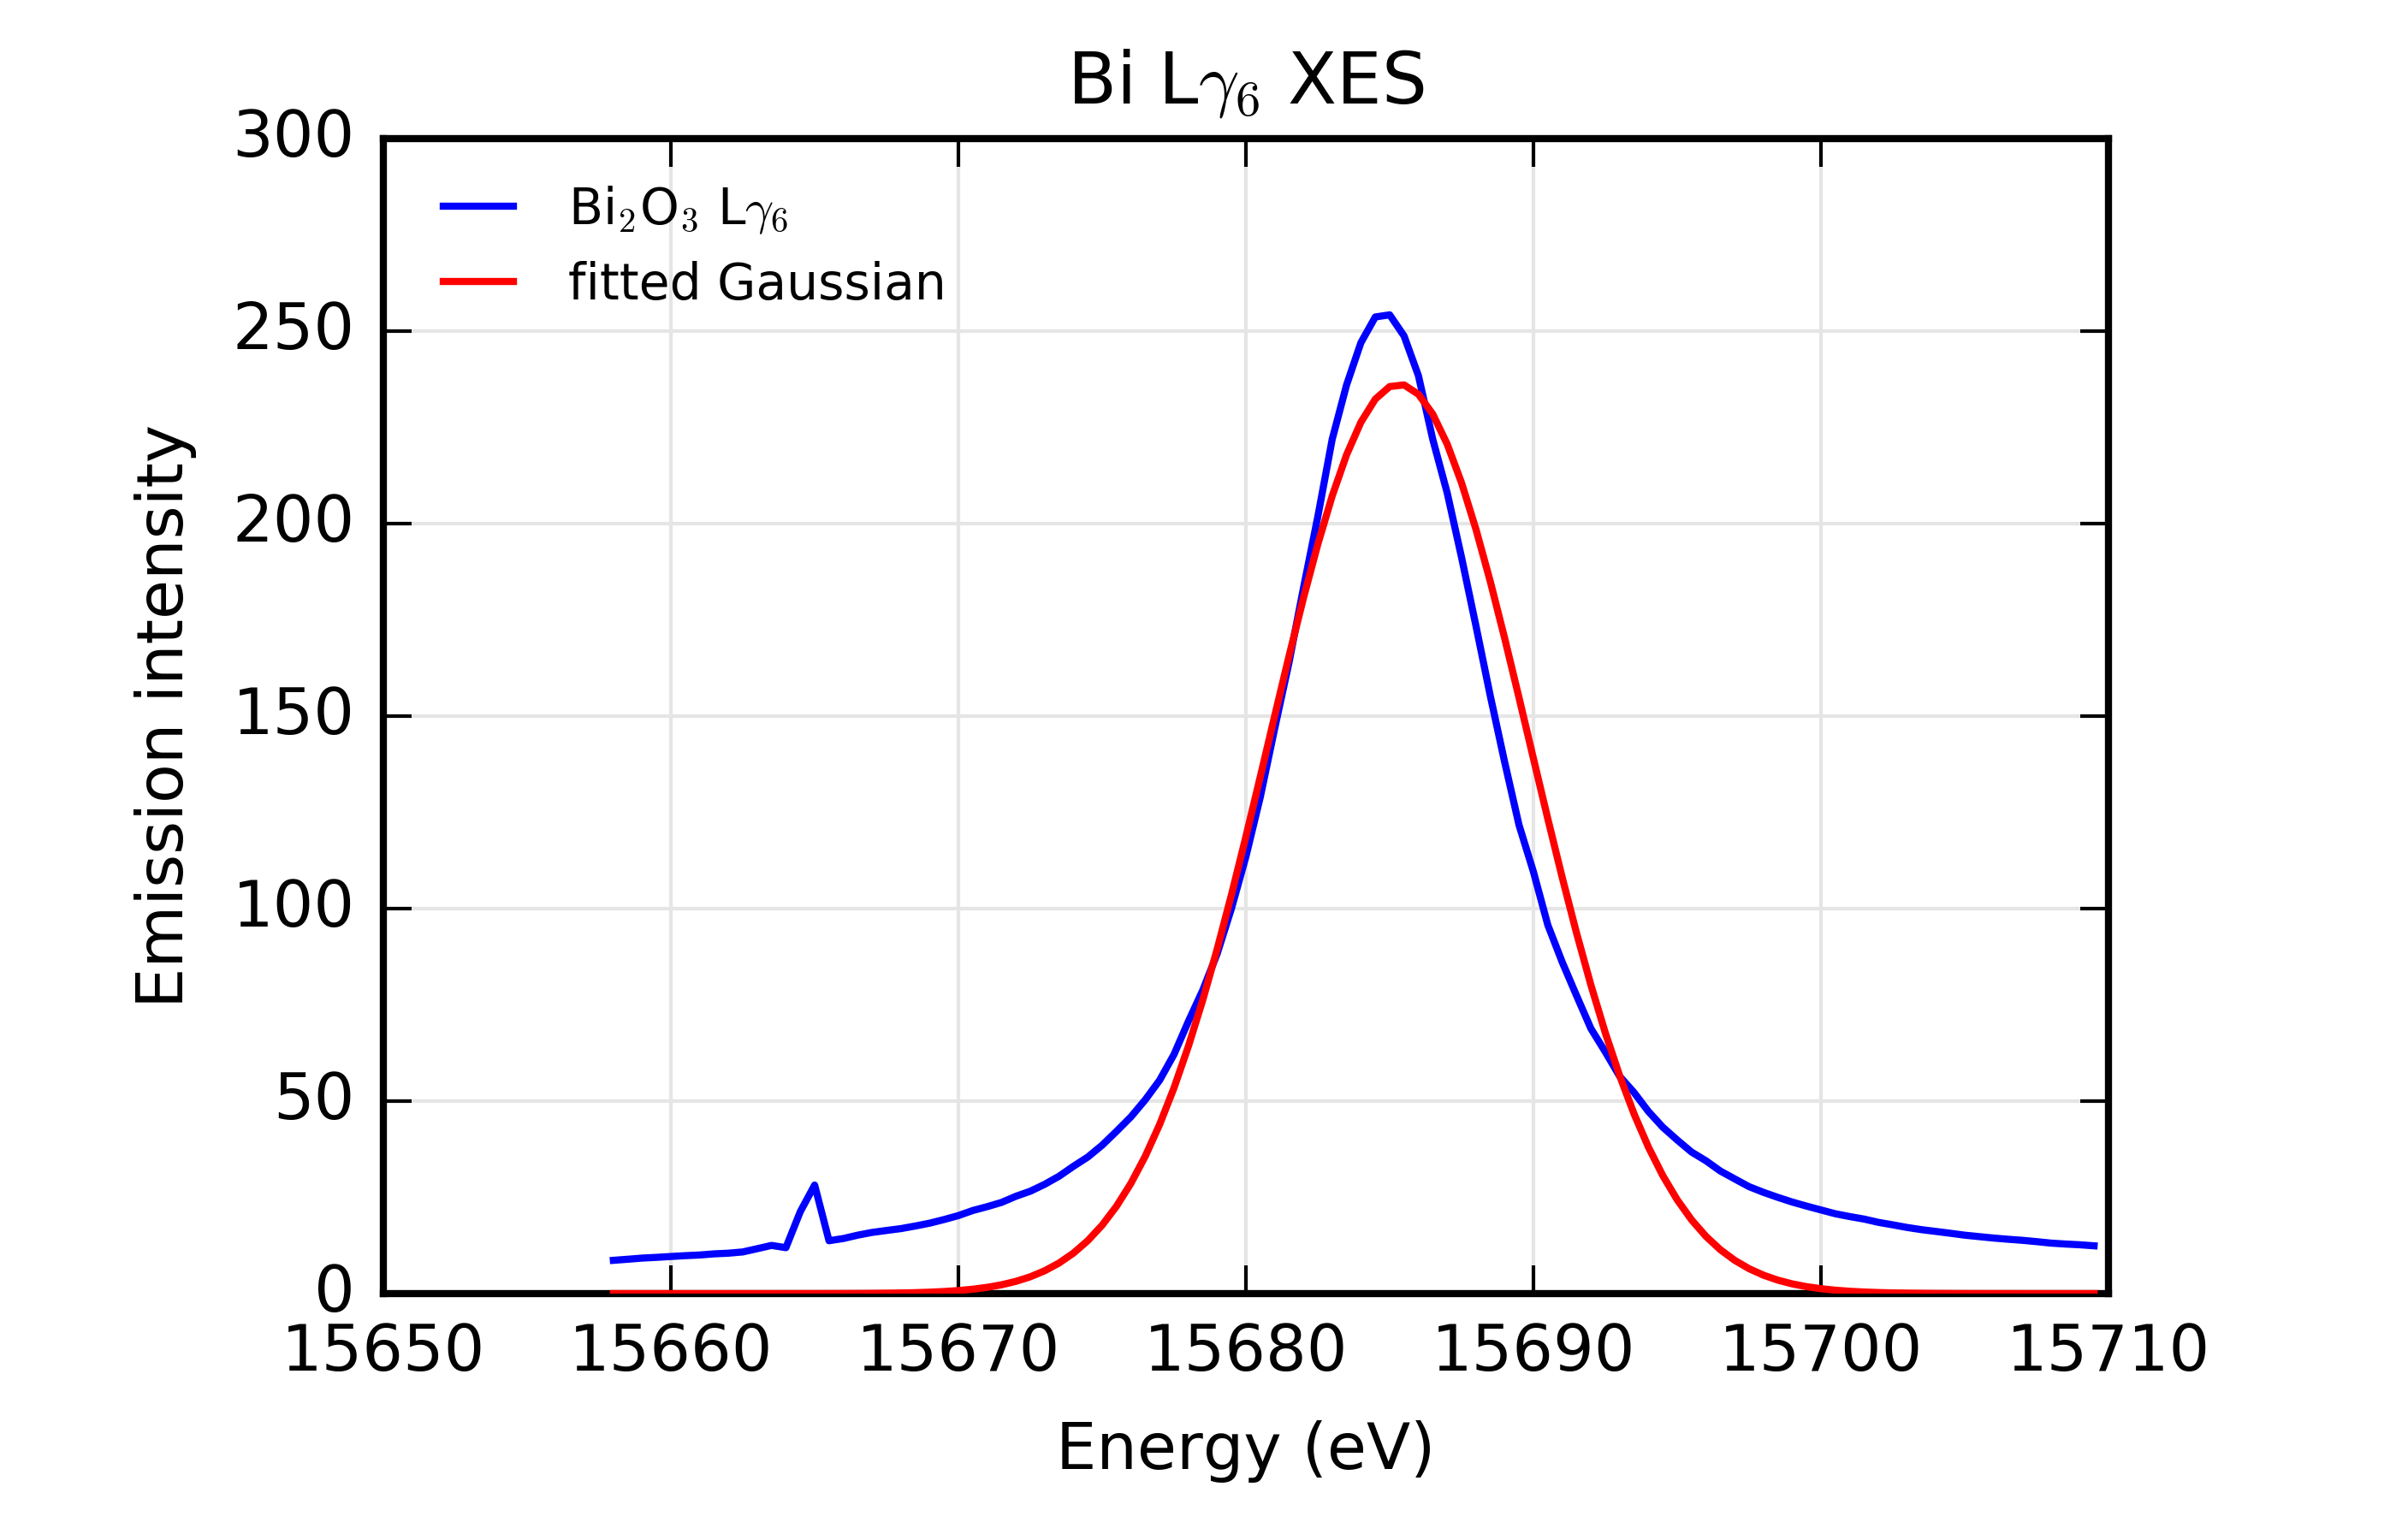 Bi Lγ₆ XES
300
250
200
150
100
50
0
Emission intensity
Bi₂O₃ Lγ₆
fitted Gaussian
15650 15660 15670 15680 15690 15700 15710
Energy (eV)